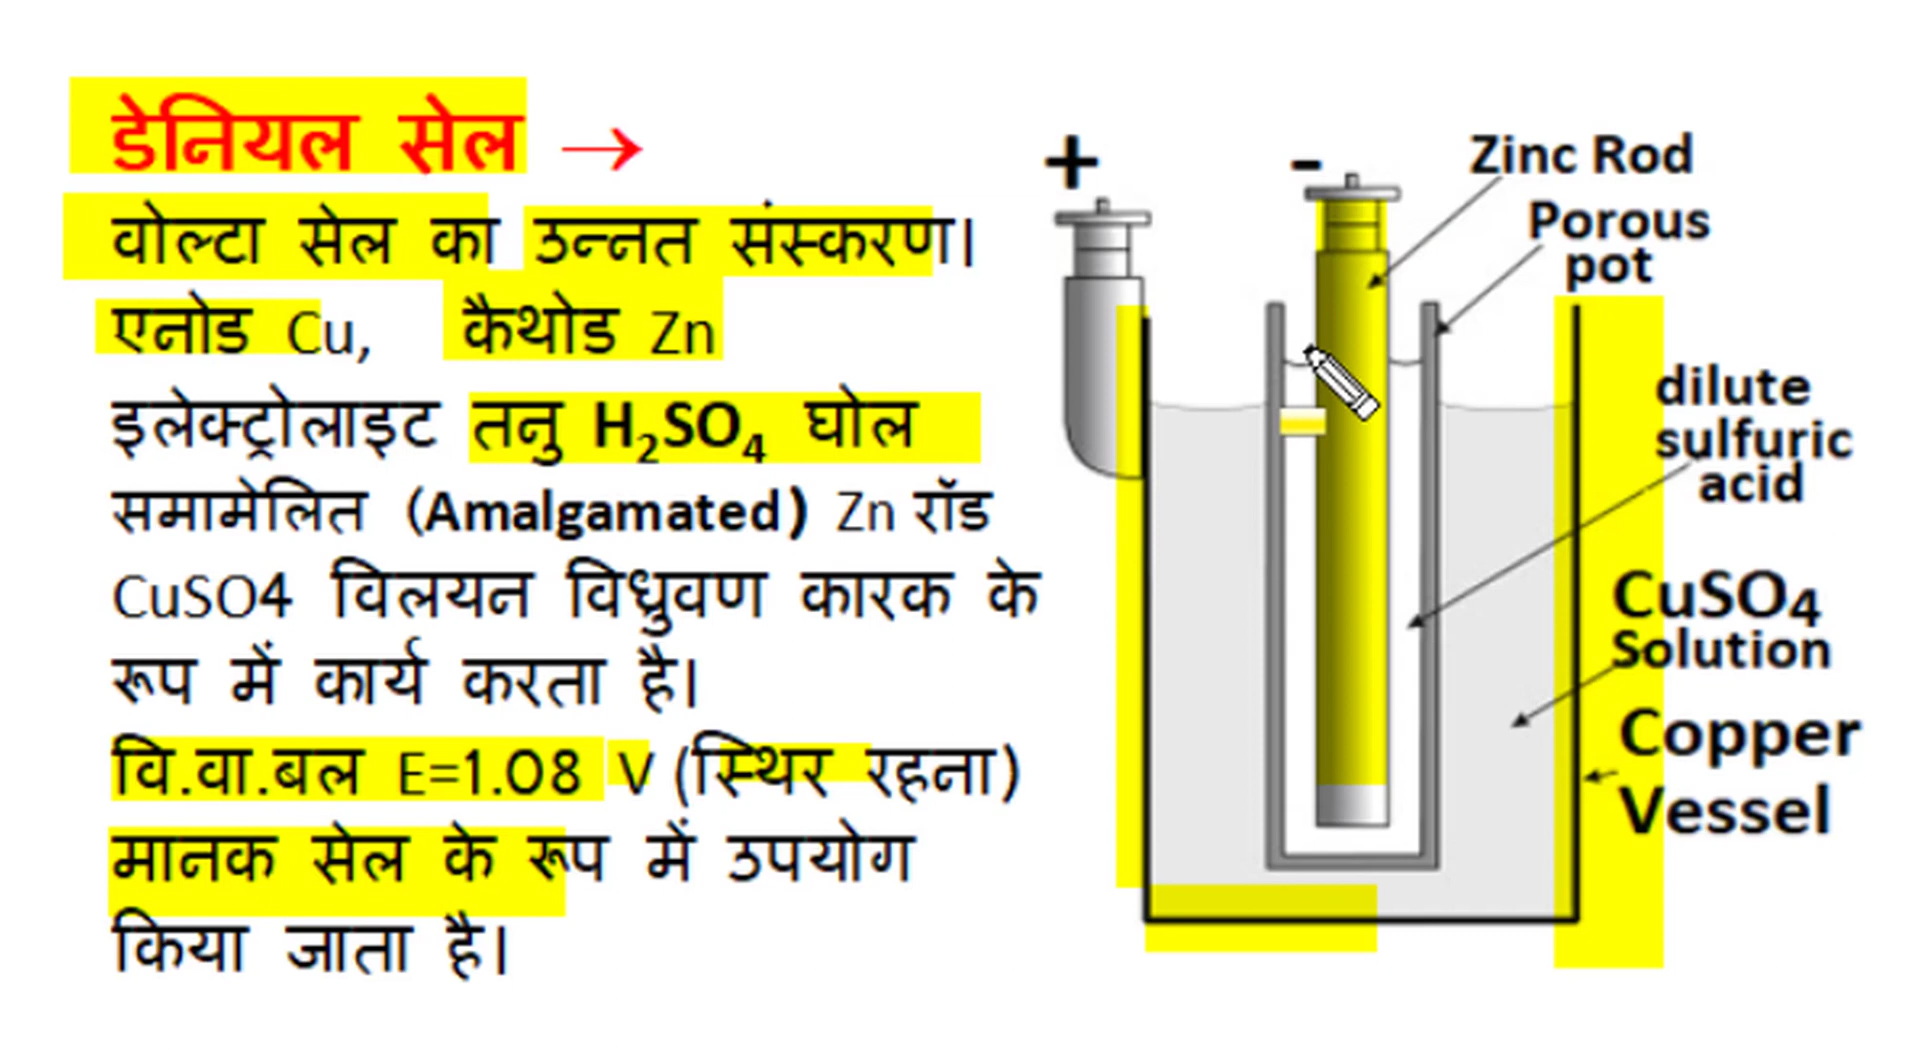 डेनियल सेल →
वोल्टा सेल का उन्नत संस्करण।
एनोड Cu, कैथोड Zn
इलेक्ट्रोलाइट तनु H₂SO₄ घोल
समामेलित (Amalgamated) Zn रॉड
CuSO4 विलयन विध्रुवण कारक के
रूप में कार्य करता है।
वि.वा.बल E=1.08 V (स्थिर रहना)
मानक सेल के रूप में उपयोग
किया जाता है।
+
-
Zinc Rod
Porous
pot
dilute
sulfuric
acid
CuSO₄
Solution
Copper
Vessel